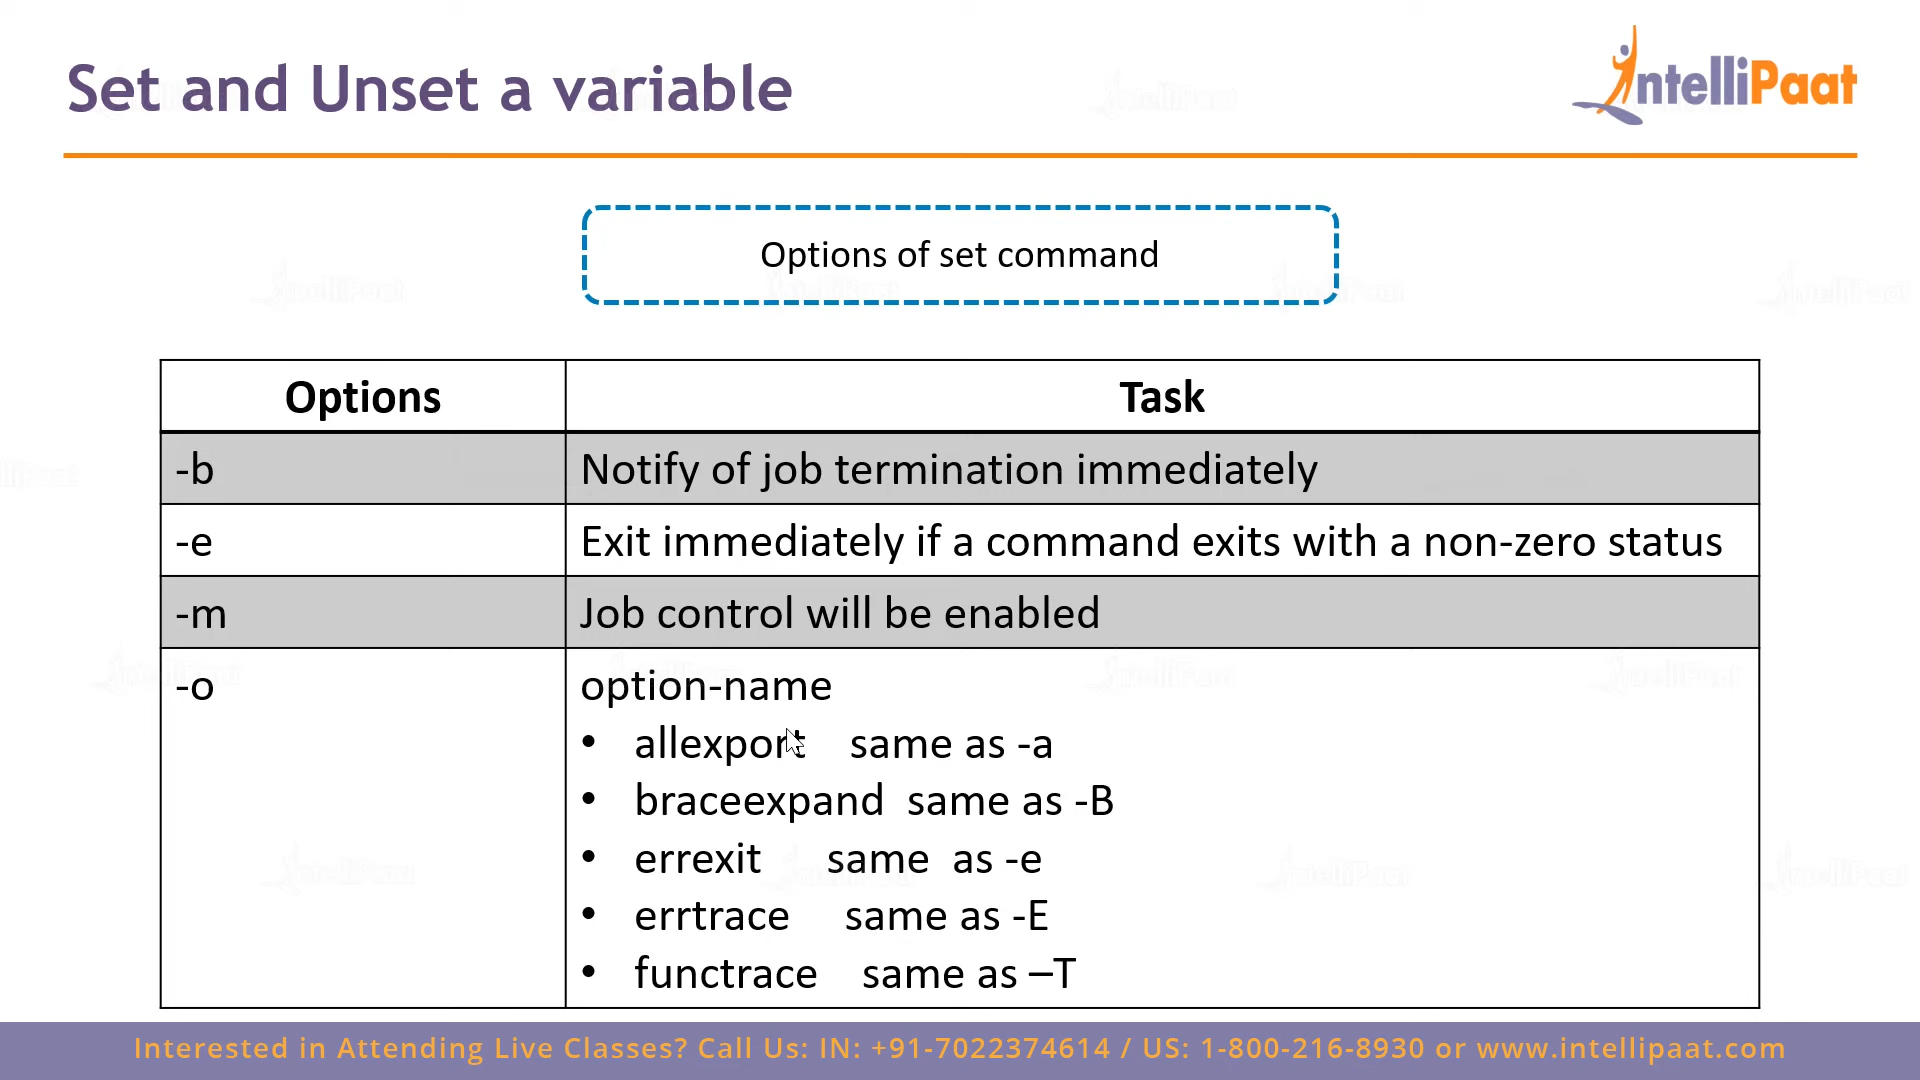 Set and Unset a variable
IntelliPaat
Options of set command
Options Task
-b Notify of job termination immediately
-e Exit immediately if a command exits with a non-zero status
-m Job control will be enabled
-o option-name
• allexport same as -a
• braceexpand same as -B
• errexit same as -e
• errtrace same as -E
• functrace same as –T
Interested in Attending Live Classes? Call Us: IN: +91-7022374614 / US: 1-800-216-8930 or www.intellipaat.com